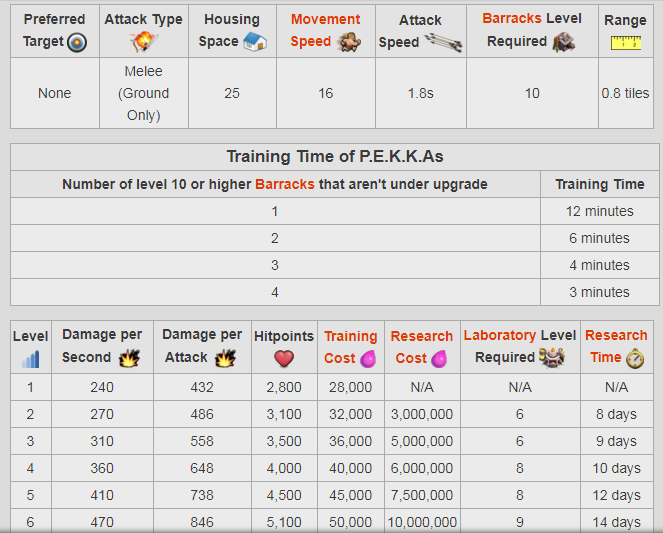 Preferred Target Attack Type Housing Space Movement Speed Attack Speed Barracks Level Required Range
None Melee (Ground Only) 25 16 1.8s 10 0.8 tiles
Training Time of P.E.K.K.As
Number of level 10 or higher Barracks that aren't under upgrade Training Time
1 12 minutes
2 6 minutes
3 4 minutes
4 3 minutes
Level Damage per Second Damage per Attack Hitpoints Training Cost Research Cost Laboratory Level Required Research Time
1 240 432 2,800 28,000 N/A N/A N/A
2 270 486 3,100 32,000 3,000,000 6 8 days
3 310 558 3,500 36,000 5,000,000 6 9 days
4 360 648 4,000 40,000 6,000,000 8 10 days
5 410 738 4,500 45,000 7,500,000 8 12 days
6 470 846 5,100 50,000 10,000,000 9 14 days